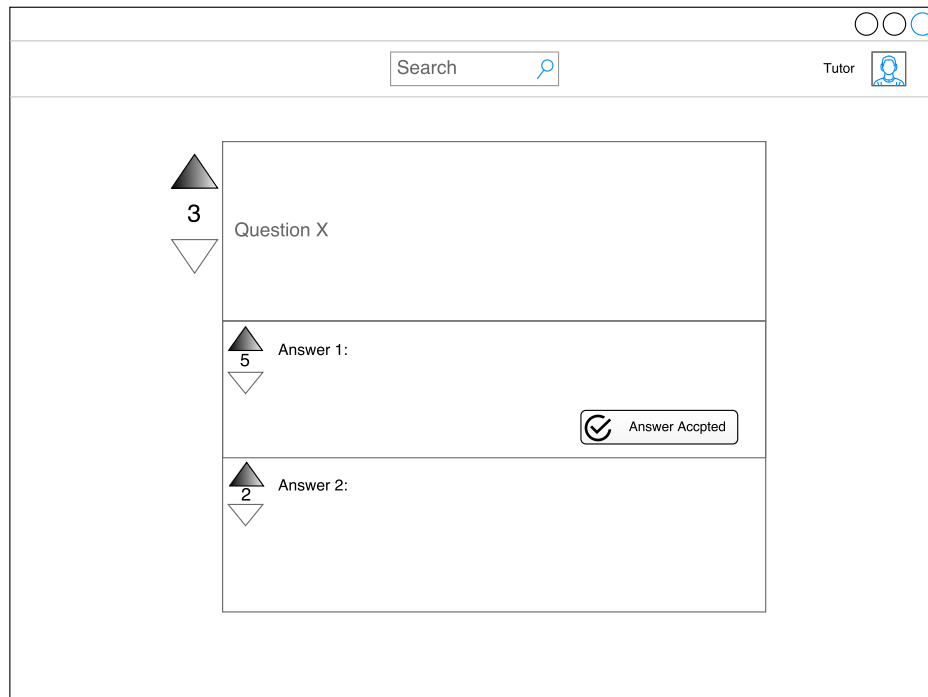 Search
Tutor
3
Question X
5
Answer 1:
Answer Accpted
2
Answer 2: